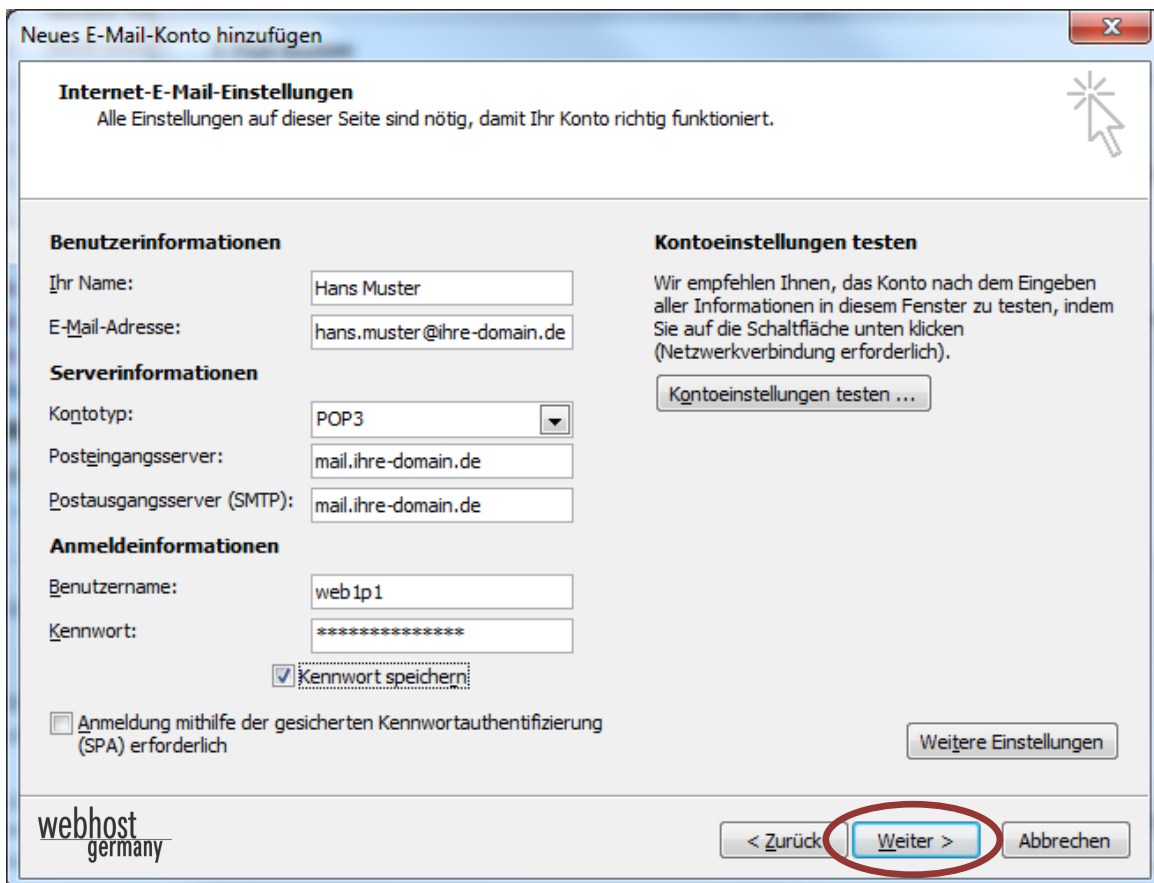 Neues E-Mail-Konto hinzufügen
X
Internet-E-Mail-Einstellungen
Alle Einstellungen auf dieser Seite sind nötig, damit Ihr Konto richtig funktioniert.
Benutzerinformationen
Ihr Name:
Hans Muster
E-Mail-Adresse:
hans.muster@ihre-domain.de
Serverinformationen
Kontotyp:
POP3
Posteingangsserver:
mail.ihre-domain.de
Postausgangsserver (SMTP):
mail.ihre-domain.de
Anmeldeinformationen
Benutzername:
web1p1
Kennwort:
**************
Kennwort speichern
Anmeldung mithilfe der gesicherten Kennwortauthentifizierung
(SPA) erforderlich
Kontoeinstellungen testen
Wir empfehlen Ihnen, das Konto nach dem Eingeben
aller Informationen in diesem Fenster zu testen, indem
Sie auf die Schaltfläche unten klicken
(Netzwerkverbindung erforderlich).
Kontoeinstellungen testen ...
Weitere Einstellungen
webhost
germany
< Zurück
Weiter >
Abbrechen